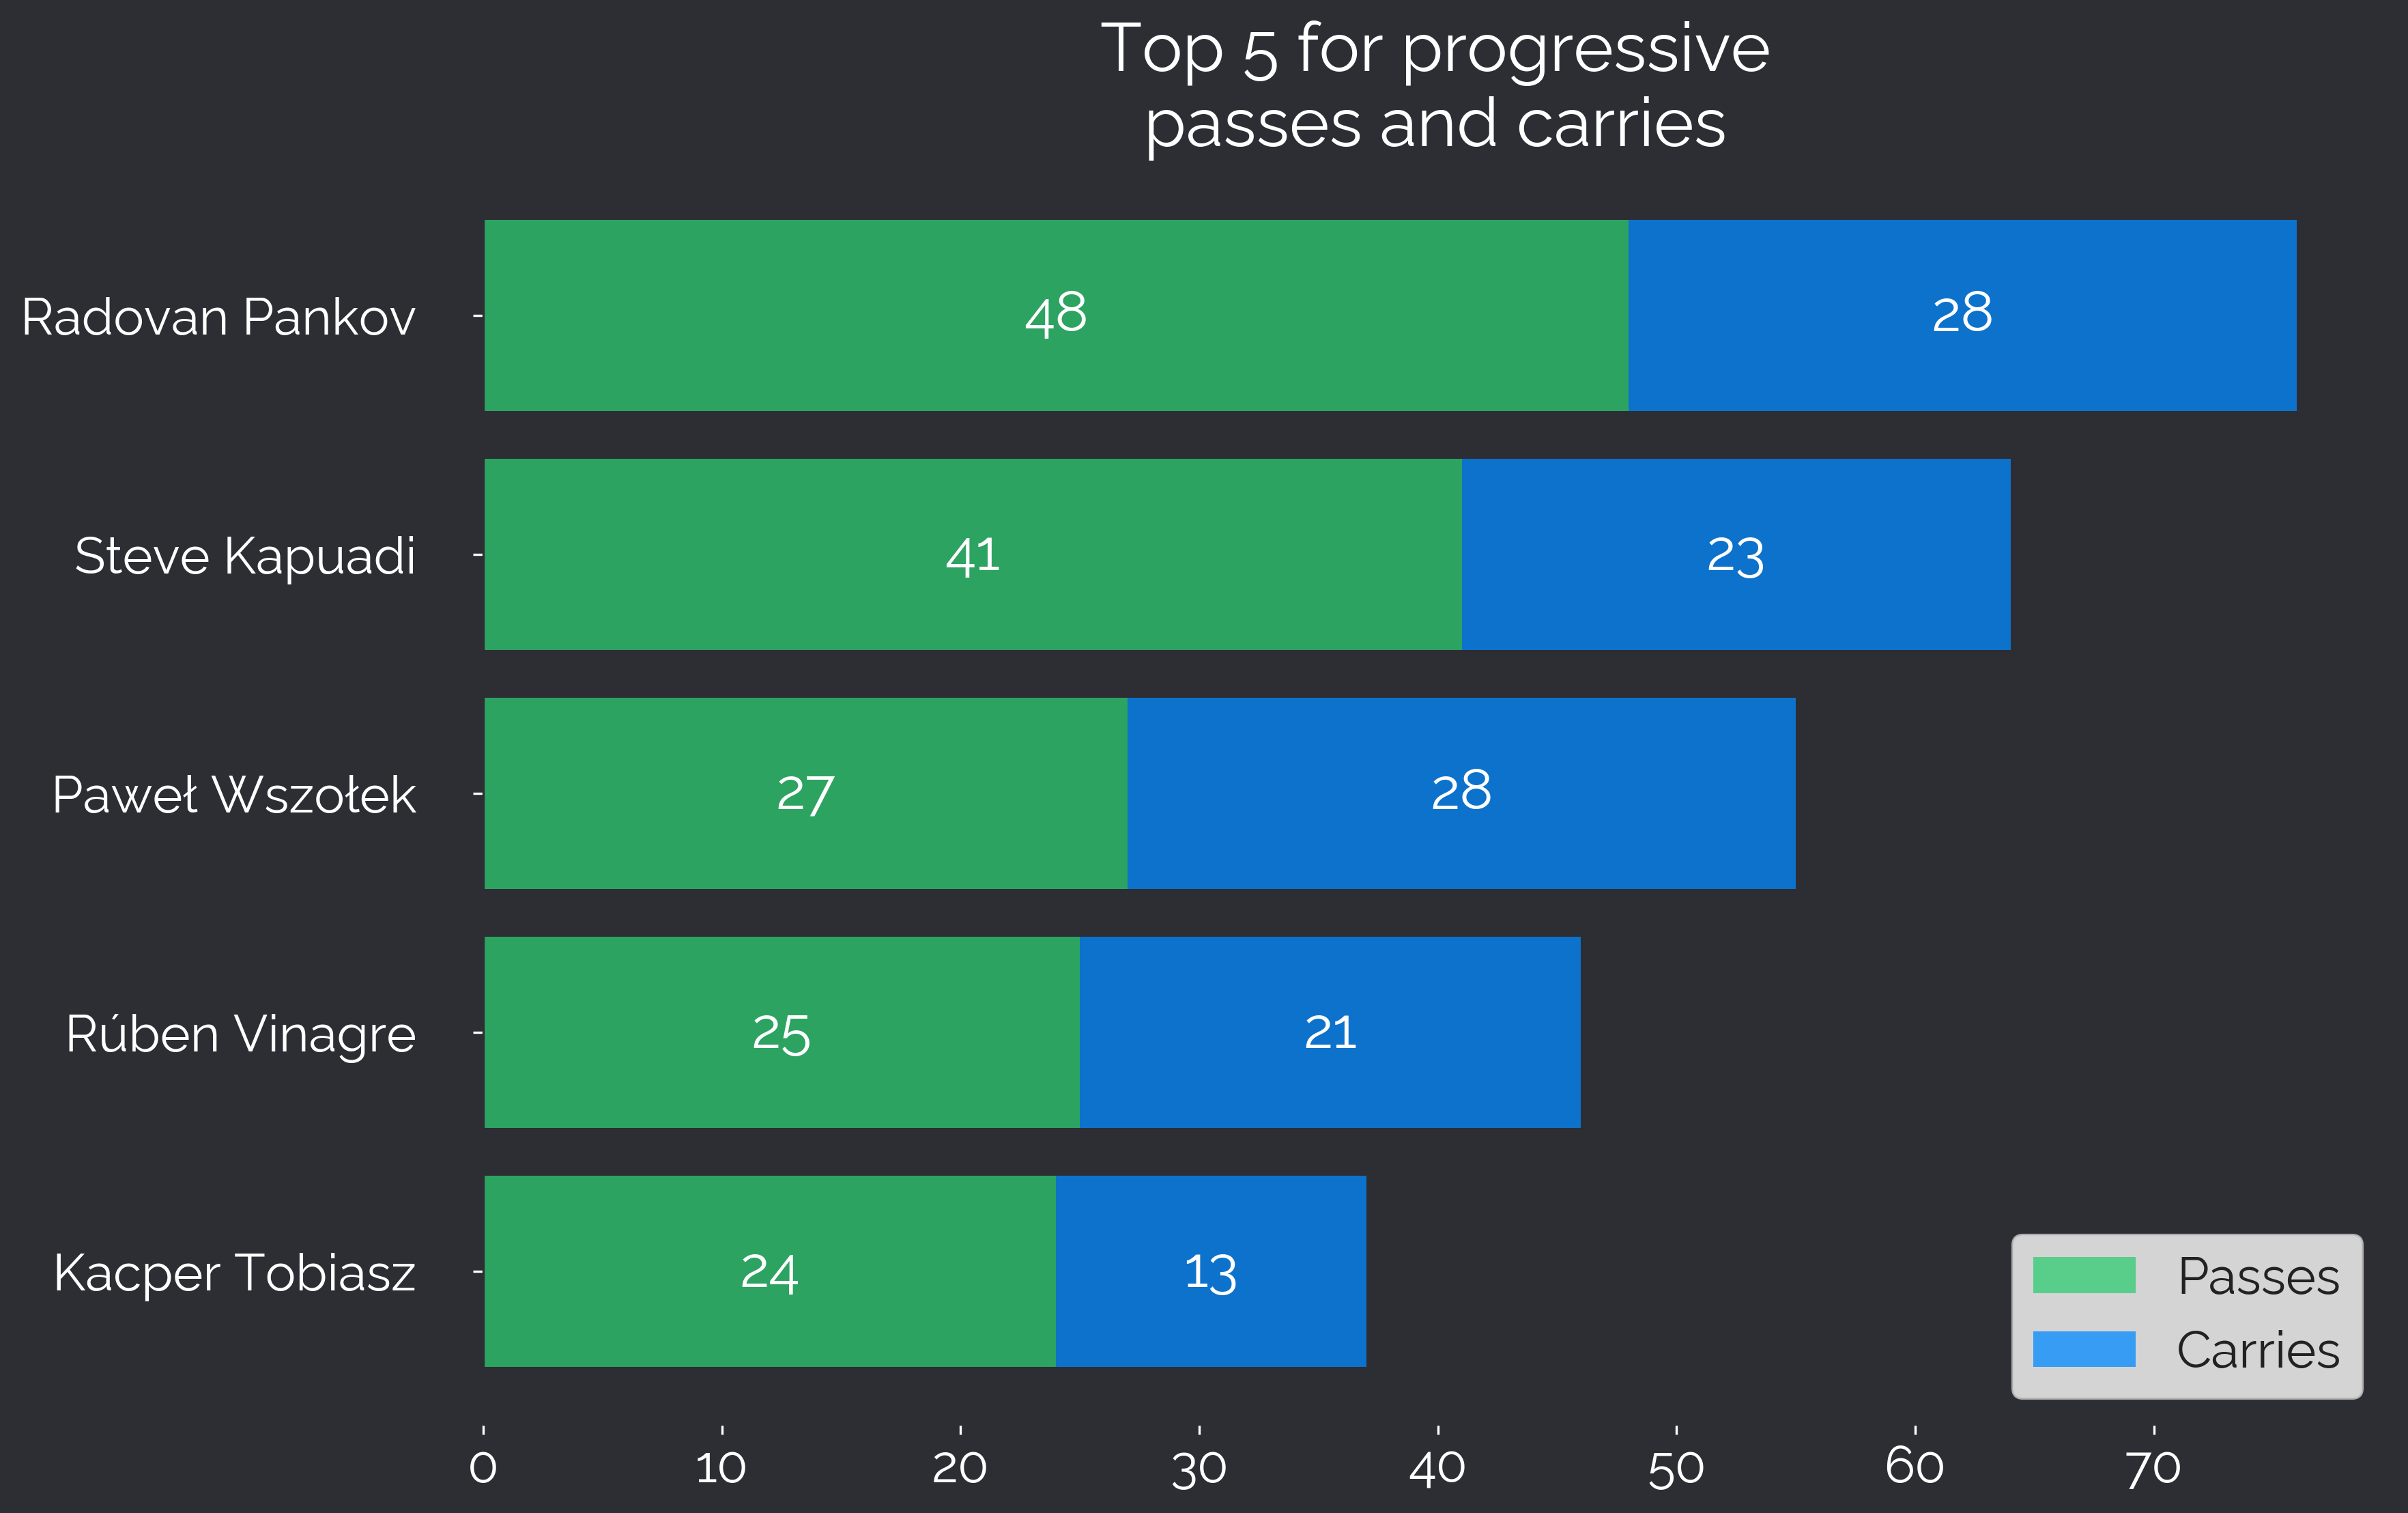 Top 5 for progressive
passes and carries
Radovan Pankov
48
28
Steve Kapuadi
41
23
Paweł Wszołek
27
28
Rúben Vinagre
25
21
Kacper Tobiasz
24
13
Passes
Carries
0 10 20 30 40 50 60 70